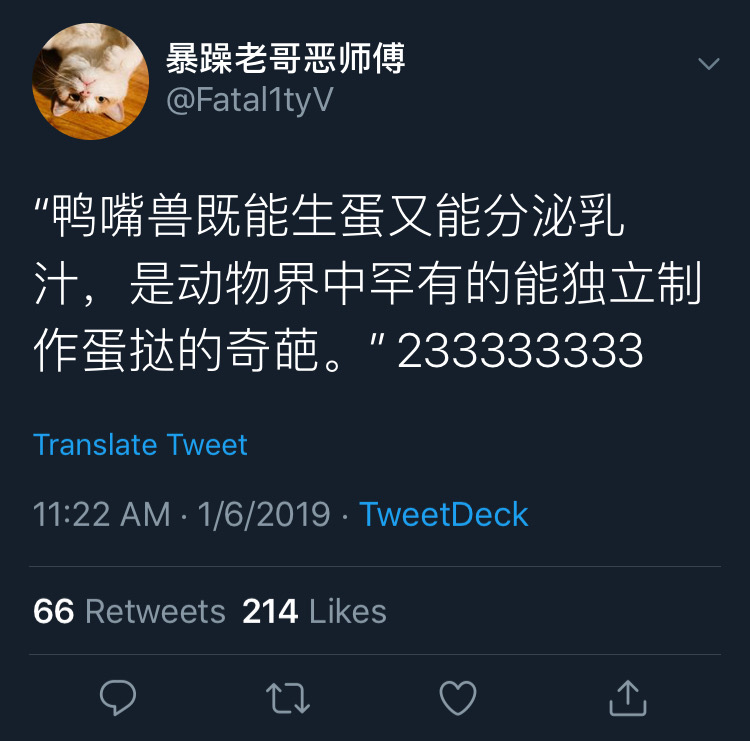 暴躁老哥恶师傅
@Fatal1tyV
“鸭嘴兽既能生蛋又能分泌乳
汁，是动物界中罕有的能独立制
作蛋挞的奇葩。” 233333333
Translate Tweet
11:22 AM · 1/6/2019 · TweetDeck
66 Retweets 214 Likes